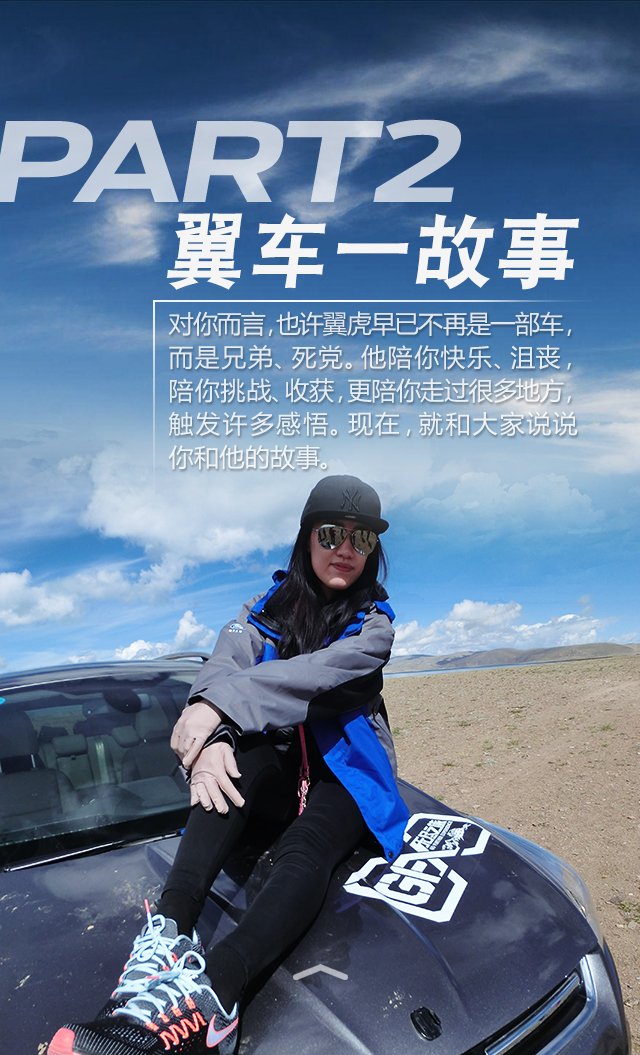 PART2
翼车一故事
对你而言，也许翼虎早已不再是一部车，
而是兄弟、死党。他陪你快乐、沮丧，
陪你挑战、收获，更陪你走过很多地方，
触发许多感悟。现在，就和大家说说
你和他的故事。
NY
GFX